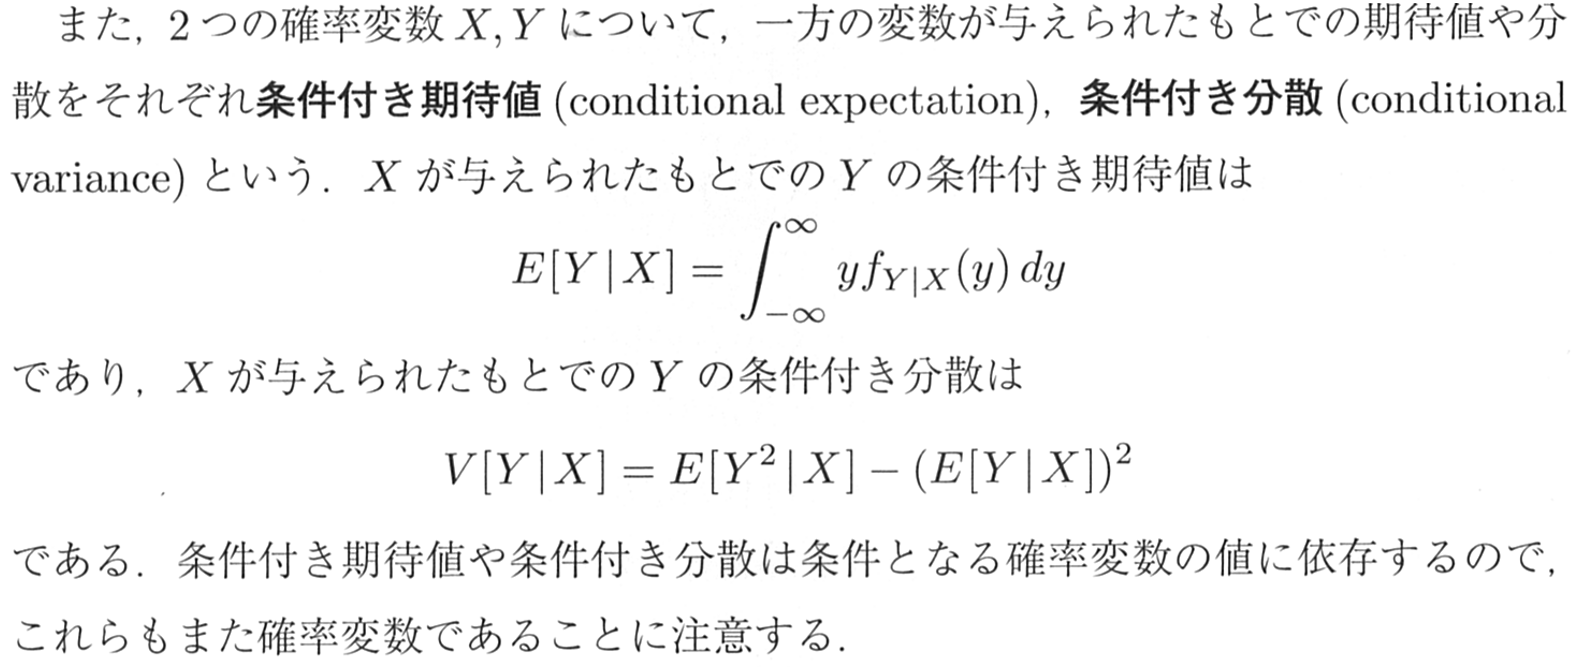 また，2つの確率変数 X, Y について，一方の変数が与えられたもとでの期待値や分
散をそれぞれ条件付き期待値 (conditional expectation)，条件付き分散 (conditional
variance) という．X が与えられたもとでの Y の条件付き期待値は
E[Y | X] = ∫_{-∞}^{∞} y f_{Y|X}(y) dy
であり，X が与えられたもとでの Y の条件付き分散は
V[Y | X] = E[Y² | X] − (E[Y | X])²
である．条件付き期待値や条件付き分散は条件となる確率変数の値に依存するので，
これらもまた確率変数であることに注意する．